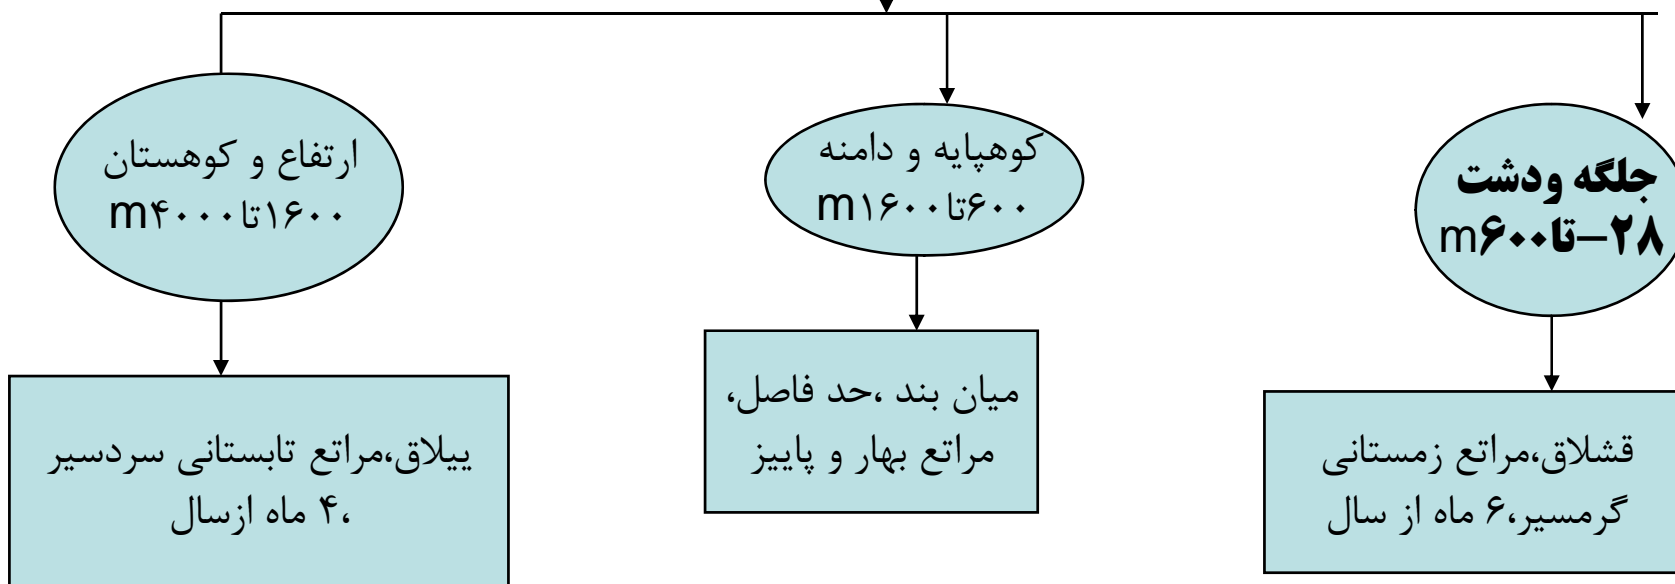 جلگه ودشت
۲۸-تا۶۰۰m
قشلاق،مراتع زمستانی
گرمسیر،۶ ماه از سال
کوهپایه و دامنه
۶۰۰تا۱۶۰۰m
میان بند ،حد فاصل،
مراتع بهار و پاییز
ارتفاع و کوهستان
۱۶۰۰تا۴۰۰۰m
ییلاق،مراتع تابستانی سردسیر
،۴ ماه ازسال